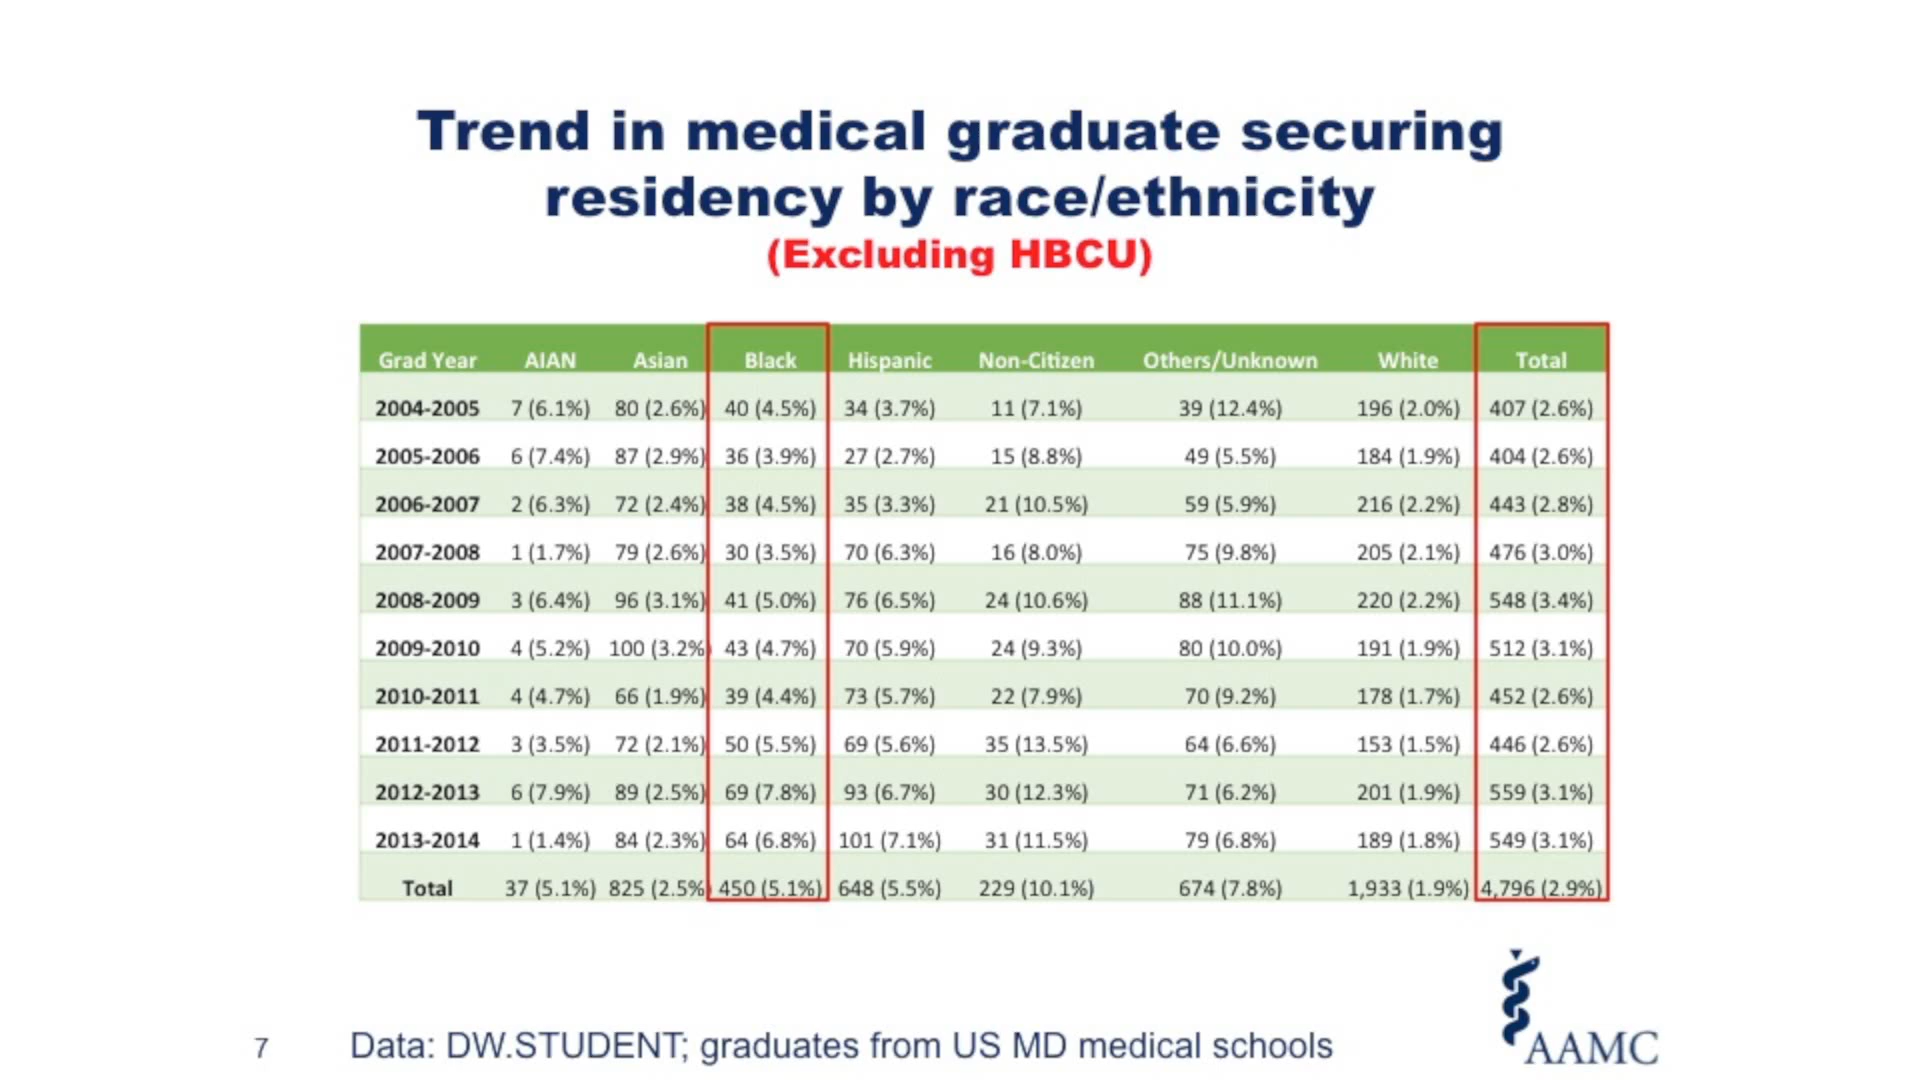 Trend in medical graduate securing
residency by race/ethnicity
(Excluding HBCU)
Grad Year AIAN Asian Black Hispanic Non-Citizen Others/Unknown White Total
2004-2005 7 (6.1%) 80 (2.6%) 40 (4.5%) 34 (3.7%) 11 (7.1%) 39 (12.4%) 196 (2.0%) 407 (2.6%)
2005-2006 6 (7.4%) 87 (2.9%) 36 (3.9%) 27 (2.7%) 15 (8.8%) 49 (5.5%) 184 (1.9%) 404 (2.6%)
2006-2007 2 (6.3%) 72 (2.4%) 38 (4.5%) 35 (3.3%) 21 (10.5%) 59 (5.9%) 216 (2.2%) 443 (2.8%)
2007-2008 1 (1.7%) 79 (2.6%) 30 (3.5%) 70 (6.3%) 16 (8.0%) 75 (9.8%) 205 (2.1%) 476 (3.0%)
2008-2009 3 (6.4%) 96 (3.1%) 41 (5.0%) 76 (6.5%) 24 (10.6%) 88 (11.1%) 220 (2.2%) 548 (3.4%)
2009-2010 4 (5.2%) 100 (3.2% 43 (4.7%) 70 (5.9%) 24 (9.3%) 80 (10.0%) 191 (1.9%) 512 (3.1%)
2010-2011 4 (4.7%) 66 (1.9%) 39 (4.4%) 73 (5.7%) 22 (7.9%) 70 (9.2%) 178 (1.7%) 452 (2.6%)
2011-2012 3 (3.5%) 72 (2.1%) 50 (5.5%) 69 (5.6%) 35 (13.5%) 64 (6.6%) 153 (1.5%) 446 (2.6%)
2012-2013 6 (7.9%) 89 (2.5%) 69 (7.8%) 93 (6.7%) 30 (12.3%) 71 (6.2%) 201 (1.9%) 559 (3.1%)
2013-2014 1 (1.4%) 84 (2.3%) 64 (6.8%) 101 (7.1%) 31 (11.5%) 79 (6.8%) 189 (1.8%) 549 (3.1%)
Total 37 (5.1%) 825 (2.5% 450 (5.1%) 648 (5.5%) 229 (10.1%) 674 (7.8%) 1,933 (1.9%) 4,796 (2.9%)
7 Data: DW.STUDENT; graduates from US MD medical schools
AAMC